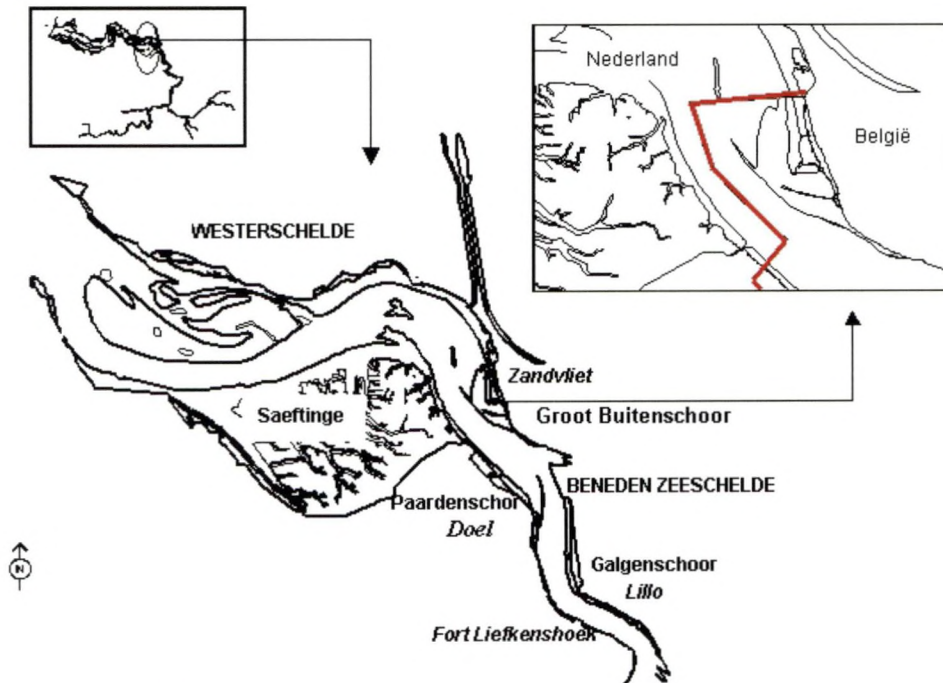 Nederland
België
WESTERSCHELDE
Zandvliet
Groot Buitenschoor
Saeftinge
BENEDEN ZEESCHELDE
Paardenschor
Doel
Galgenschoor
Lillo
Fort Liefkenshoek
N